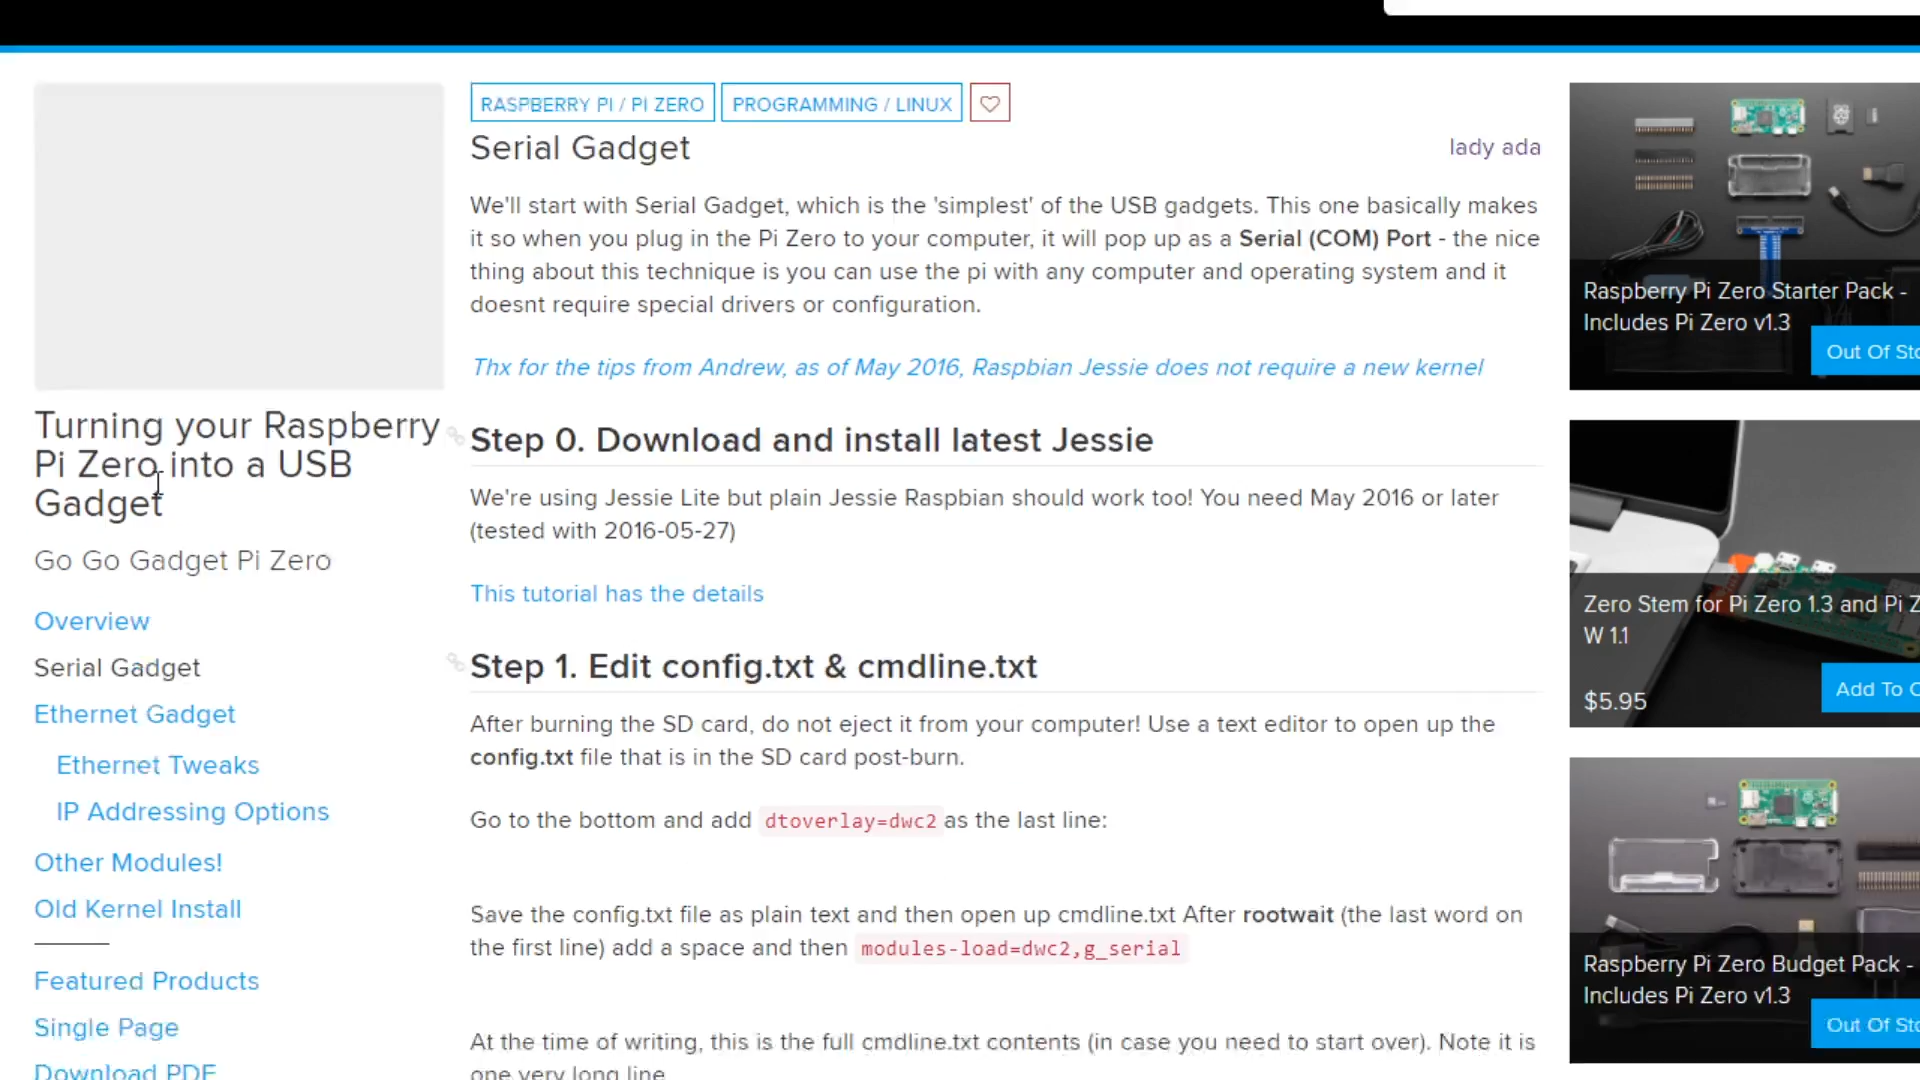 RASPBERRY PI / PI ZERO
PROGRAMMING / LINUX
Serial Gadget
lady ada
We'll start with Serial Gadget, which is the 'simplest' of the USB gadgets. This one basically makes
it so when you plug in the Pi Zero to your computer, it will pop up as a Serial (COM) Port - the nice
thing about this technique is you can use the pi with any computer and operating system and it
doesnt require special drivers or configuration.
Thx for the tips from Andrew, as of May 2016, Raspbian Jessie does not require a new kernel
Step 0. Download and install latest Jessie
We're using Jessie Lite but plain Jessie Raspbian should work too! You need May 2016 or later
(tested with 2016-05-27)
This tutorial has the details
Step 1. Edit config.txt & cmdline.txt
After burning the SD card, do not eject it from your computer! Use a text editor to open up the
config.txt file that is in the SD card post-burn.
Go to the bottom and add dtoverlay=dwc2 as the last line:
Save the config.txt file as plain text and then open up cmdline.txt After rootwait (the last word on
the first line) add a space and then modules-load=dwc2,g_serial
At the time of writing, this is the full cmdline.txt contents (in case you need to start over). Note it is
one very long line
Turning your Raspberry
Pi Zero into a USB
Gadget
Go Go Gadget Pi Zero
Overview
Serial Gadget
Ethernet Gadget
Ethernet Tweaks
IP Addressing Options
Other Modules!
Old Kernel Install
Featured Products
Single Page
Download PDF
Raspberry Pi Zero Starter Pack -
Includes Pi Zero v1.3
Out Of Sto
Zero Stem for Pi Zero 1.3 and Pi Z
W 1.1
$5.95
Add To C
Raspberry Pi Zero Budget Pack -
Includes Pi Zero v1.3
Out Of Sto